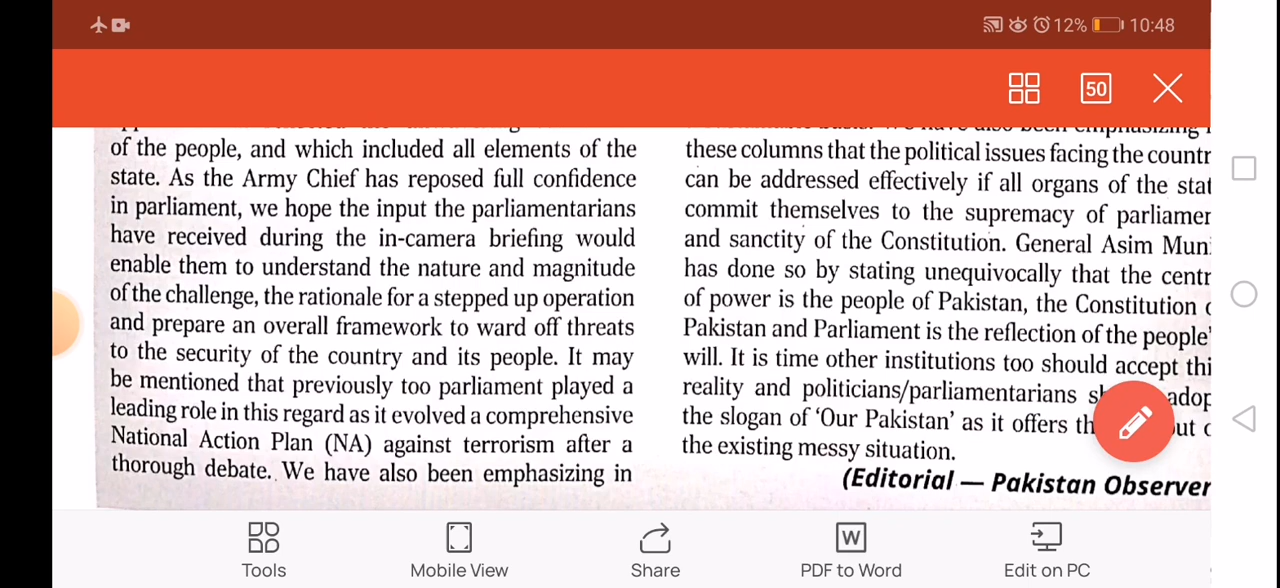 12% 10:48
50
of the people, and which included all elements of the
state. As the Army Chief has reposed full confidence
in parliament, we hope the input the parliamentarians
have received during the in-camera briefing would
enable them to understand the nature and magnitude
of the challenge, the rationale for a stepped up operation
and prepare an overall framework to ward off threats
to the security of the country and its people. It may
be mentioned that previously too parliament played a
leading role in this regard as it evolved a comprehensive
National Action Plan (NA) against terrorism after a
thorough debate. We have also been emphasizing in
these columns that the political issues facing the countr
can be addressed effectively if all organs of the stat
commit themselves to the supremacy of parliamen
and sanctity of the Constitution. General Asim Mun
has done so by stating unequivocally that the centr
of power is the people of Pakistan, the Constitution
Pakistan and Parliament is the reflection of the people'
will. It is time other institutions too should accept thi
reality and politicians/parliamentarians adop
the slogan of 'Our Pakistan' as it offers
the existing messy situation.
(Editorial — Pakistan Observer
Tools
Mobile View
Share
W
PDF to Word
Edit on PC